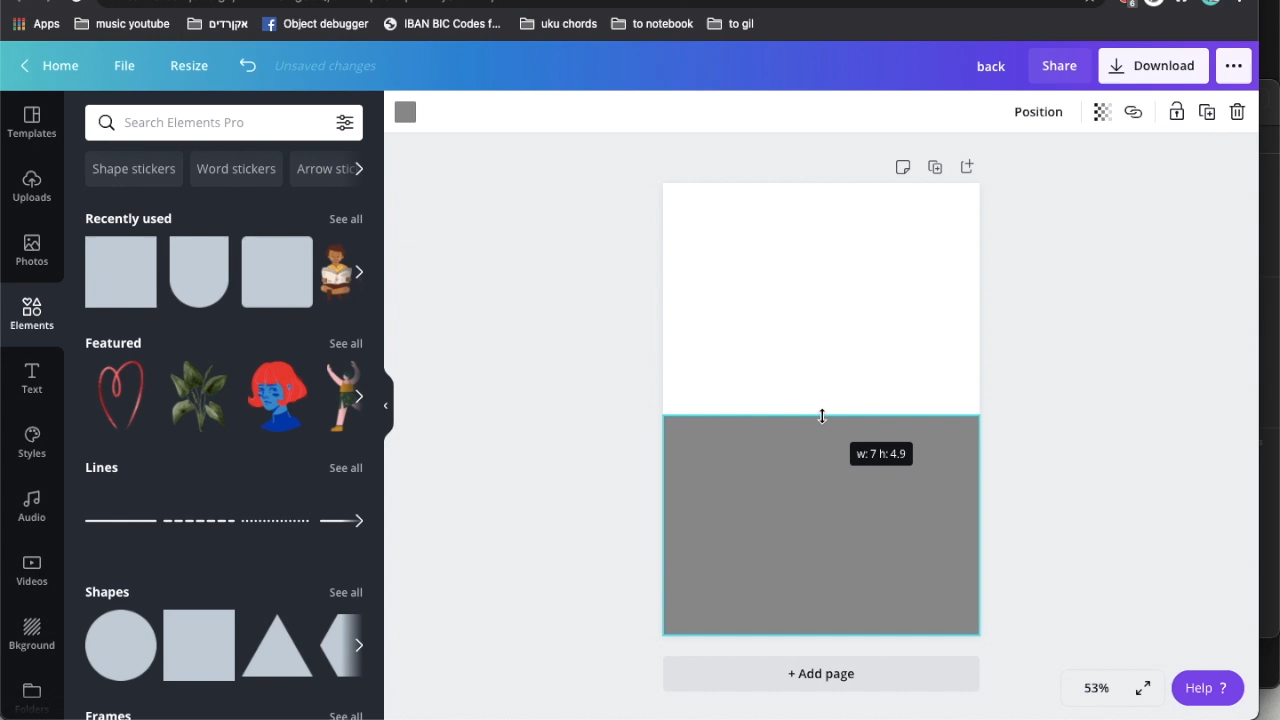 Apps music youtube אקורדים Object debugger IBAN BIC Codes f... uku chords to notebook to gil
Home File Resize Unsaved changes back Share Download
Position
Templates
Uploads
Photos
Elements
Text
Styles
Audio
Videos
Bkground
Folders
Search Elements Pro
Shape stickers Word stickers Arrow stic
Recently used See all
Featured See all
Lines See all
Shapes See all
Frames See all
w: 7 h: 4.9
+ Add page
53%
Help ?
6